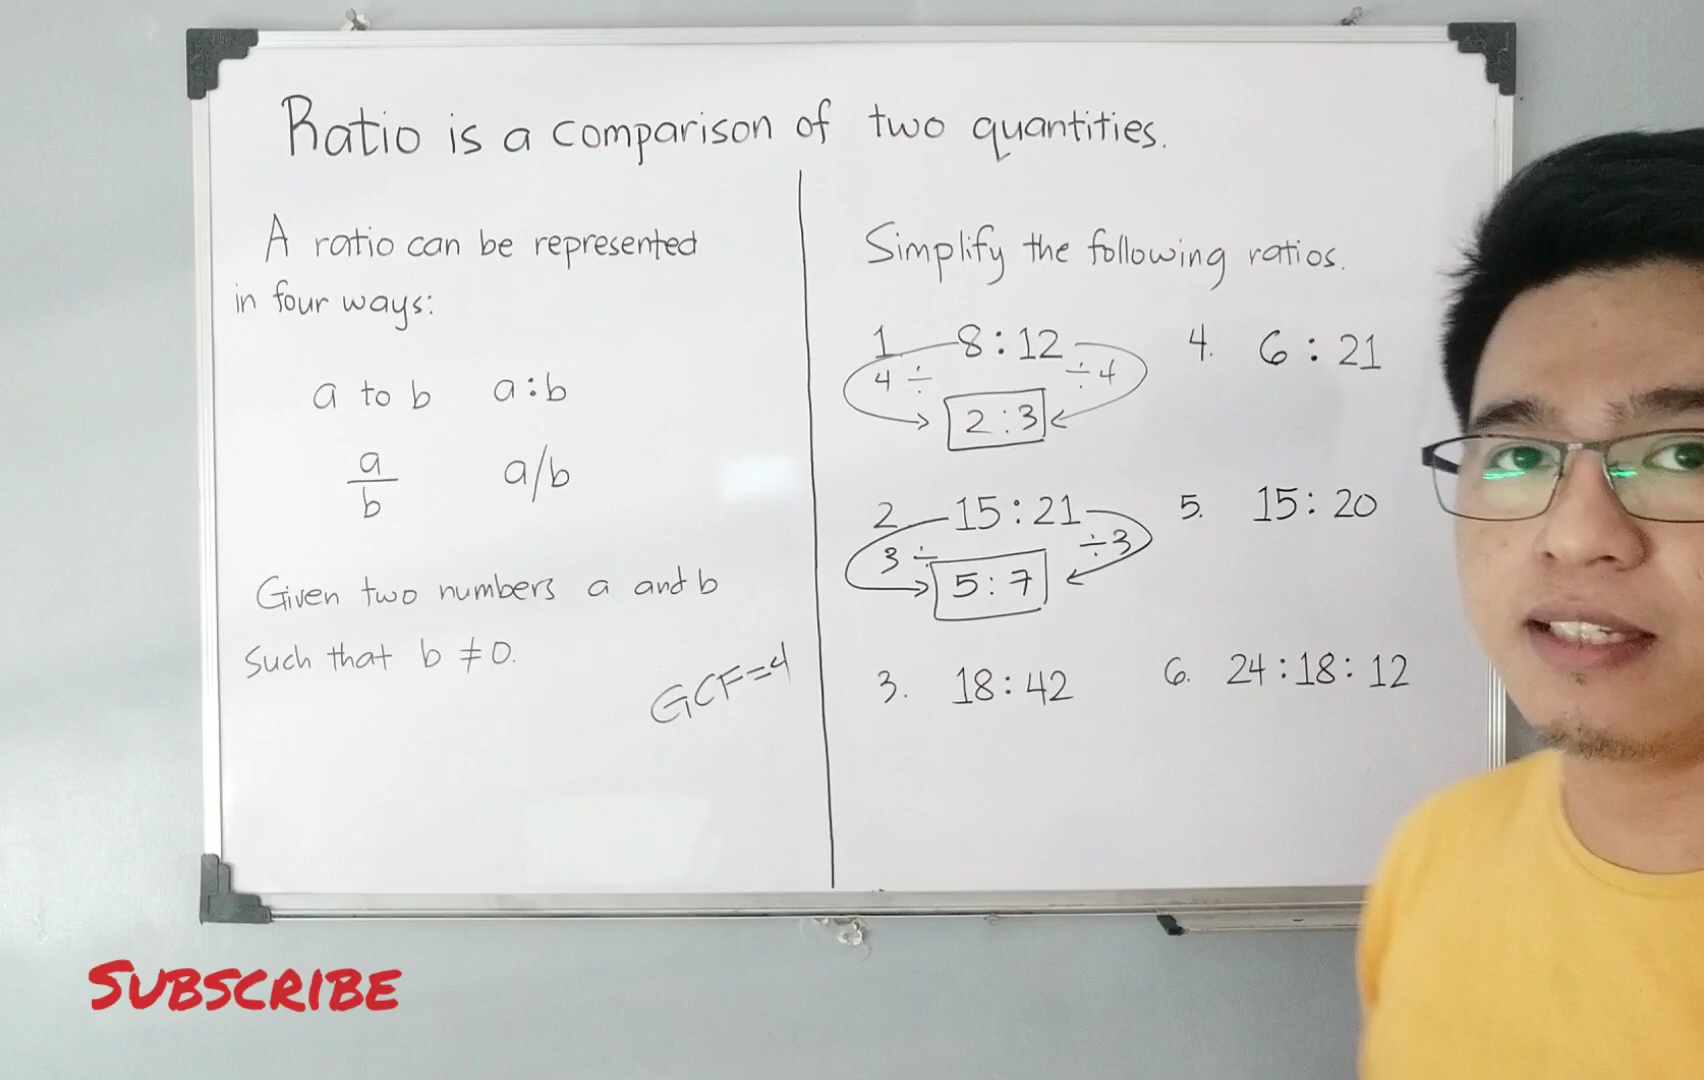 Ratio is a comparison of two quantities.
A ratio can be represented
in four ways:
a to b a:b
a/b a/b
Given two numbers a and b
such that b ≠ 0.
GCF=4
Simplify the following ratios.
1. 8:12
4 ÷ ÷4
2:3
2. 15:21
3 ÷ ÷3
5:7
3. 18:42
4. 6:21
5. 15:20
6. 24:18:12
SUBSCRIBE